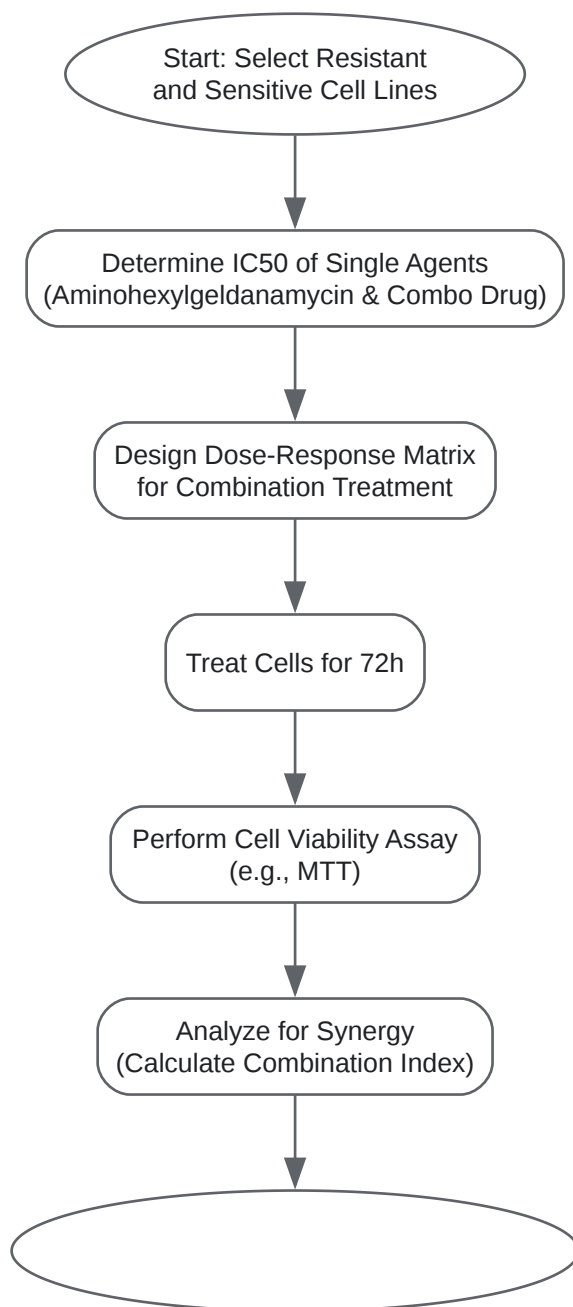 Start: Select Resistant
and Sensitive Cell Lines
Determine IC50 of Single Agents
(Aminohexylgeldanamycin & Combo Drug)
Design Dose-Response Matrix
for Combination Treatment
Treat Cells for 72h
Perform Cell Viability Assay
(e.g., MTT)
Analyze for Synergy
(Calculate Combination Index)